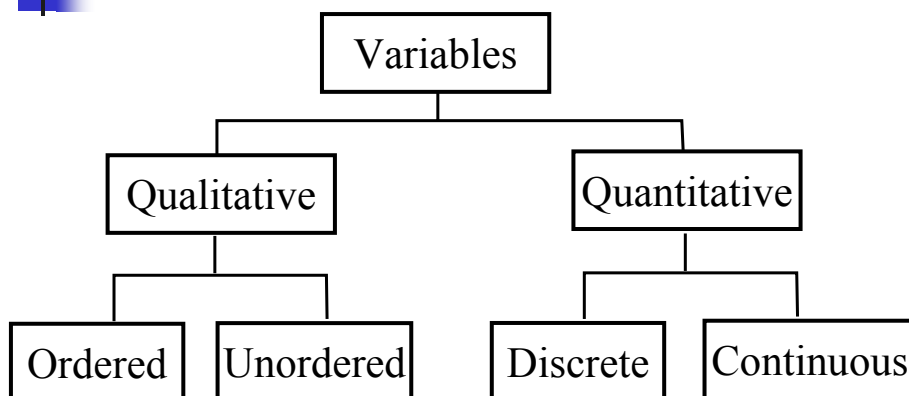 Variables
Qualitative Quantitative
Ordered Unordered Discrete Continuous